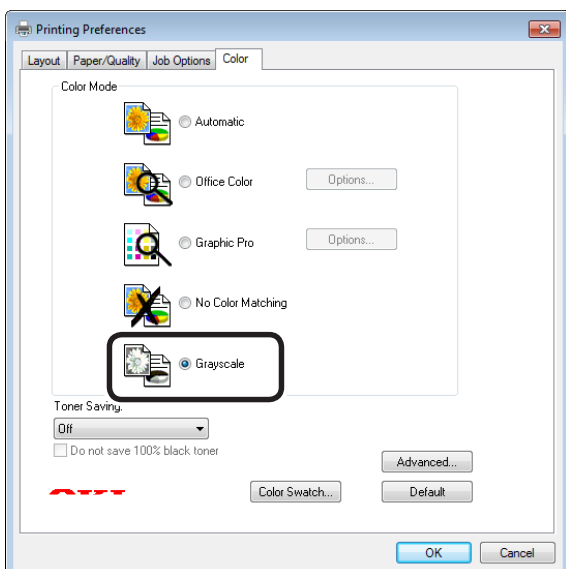 Printing Preferences
Layout Paper/Quality Job Options Color
Color Mode
Automatic
Office Color Options...
Graphic Pro Options...
No Color Matching
Grayscale
Toner Saving:
Off
Do not save 100% black toner
Advanced...
Color Swatch... Default
OK Cancel